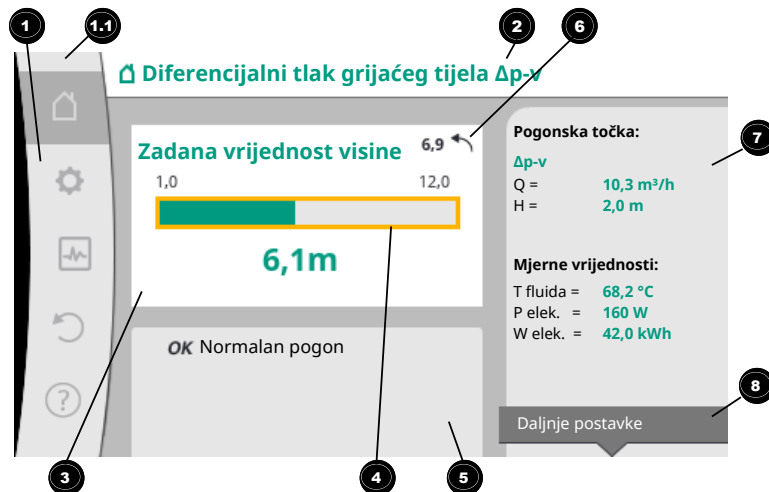 1
1.1
2
6
Diferencijalni tlak grijaćeg tijela Δp-v
Zadana vrijednost visine
6,9
1,0
12,0
6,1m
OK Normalan pogon
Pogonska točka:
Δp-v
Q = 10,3 m³/h
H = 2,0 m
Mjerne vrijednosti:
T fluida = 68,2 °C
P elek. = 160 W
W elek. = 42,0 kWh
7
8
Daljnje postavke
?
3
4
5